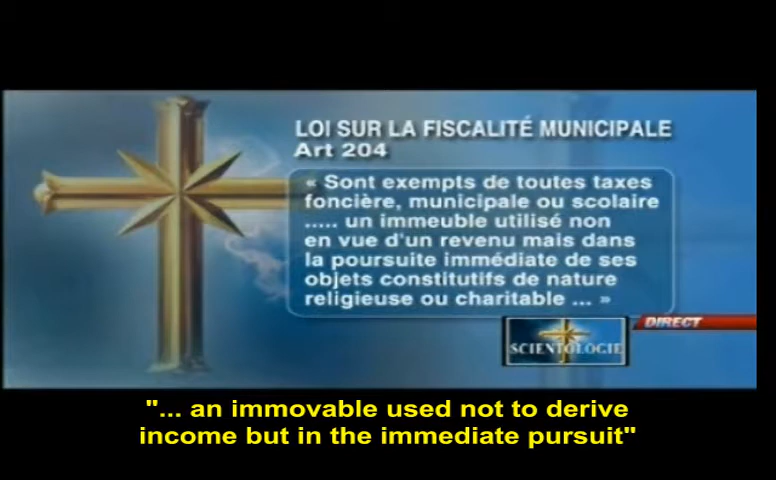 LOI SUR LA FISCALITÉ MUNICIPALE
Art 204
« Sont exempts de toutes taxes
foncière, municipale ou scolaire
..... un immeuble utilisé non
en vue d'un revenu mais dans
la poursuite immédiate de ses
objets constitutifs de nature
religieuse ou charitable ... »
DIRECT
SCIENTOLOGIE
"... an immovable used not to derive
income but in the immediate pursuit"